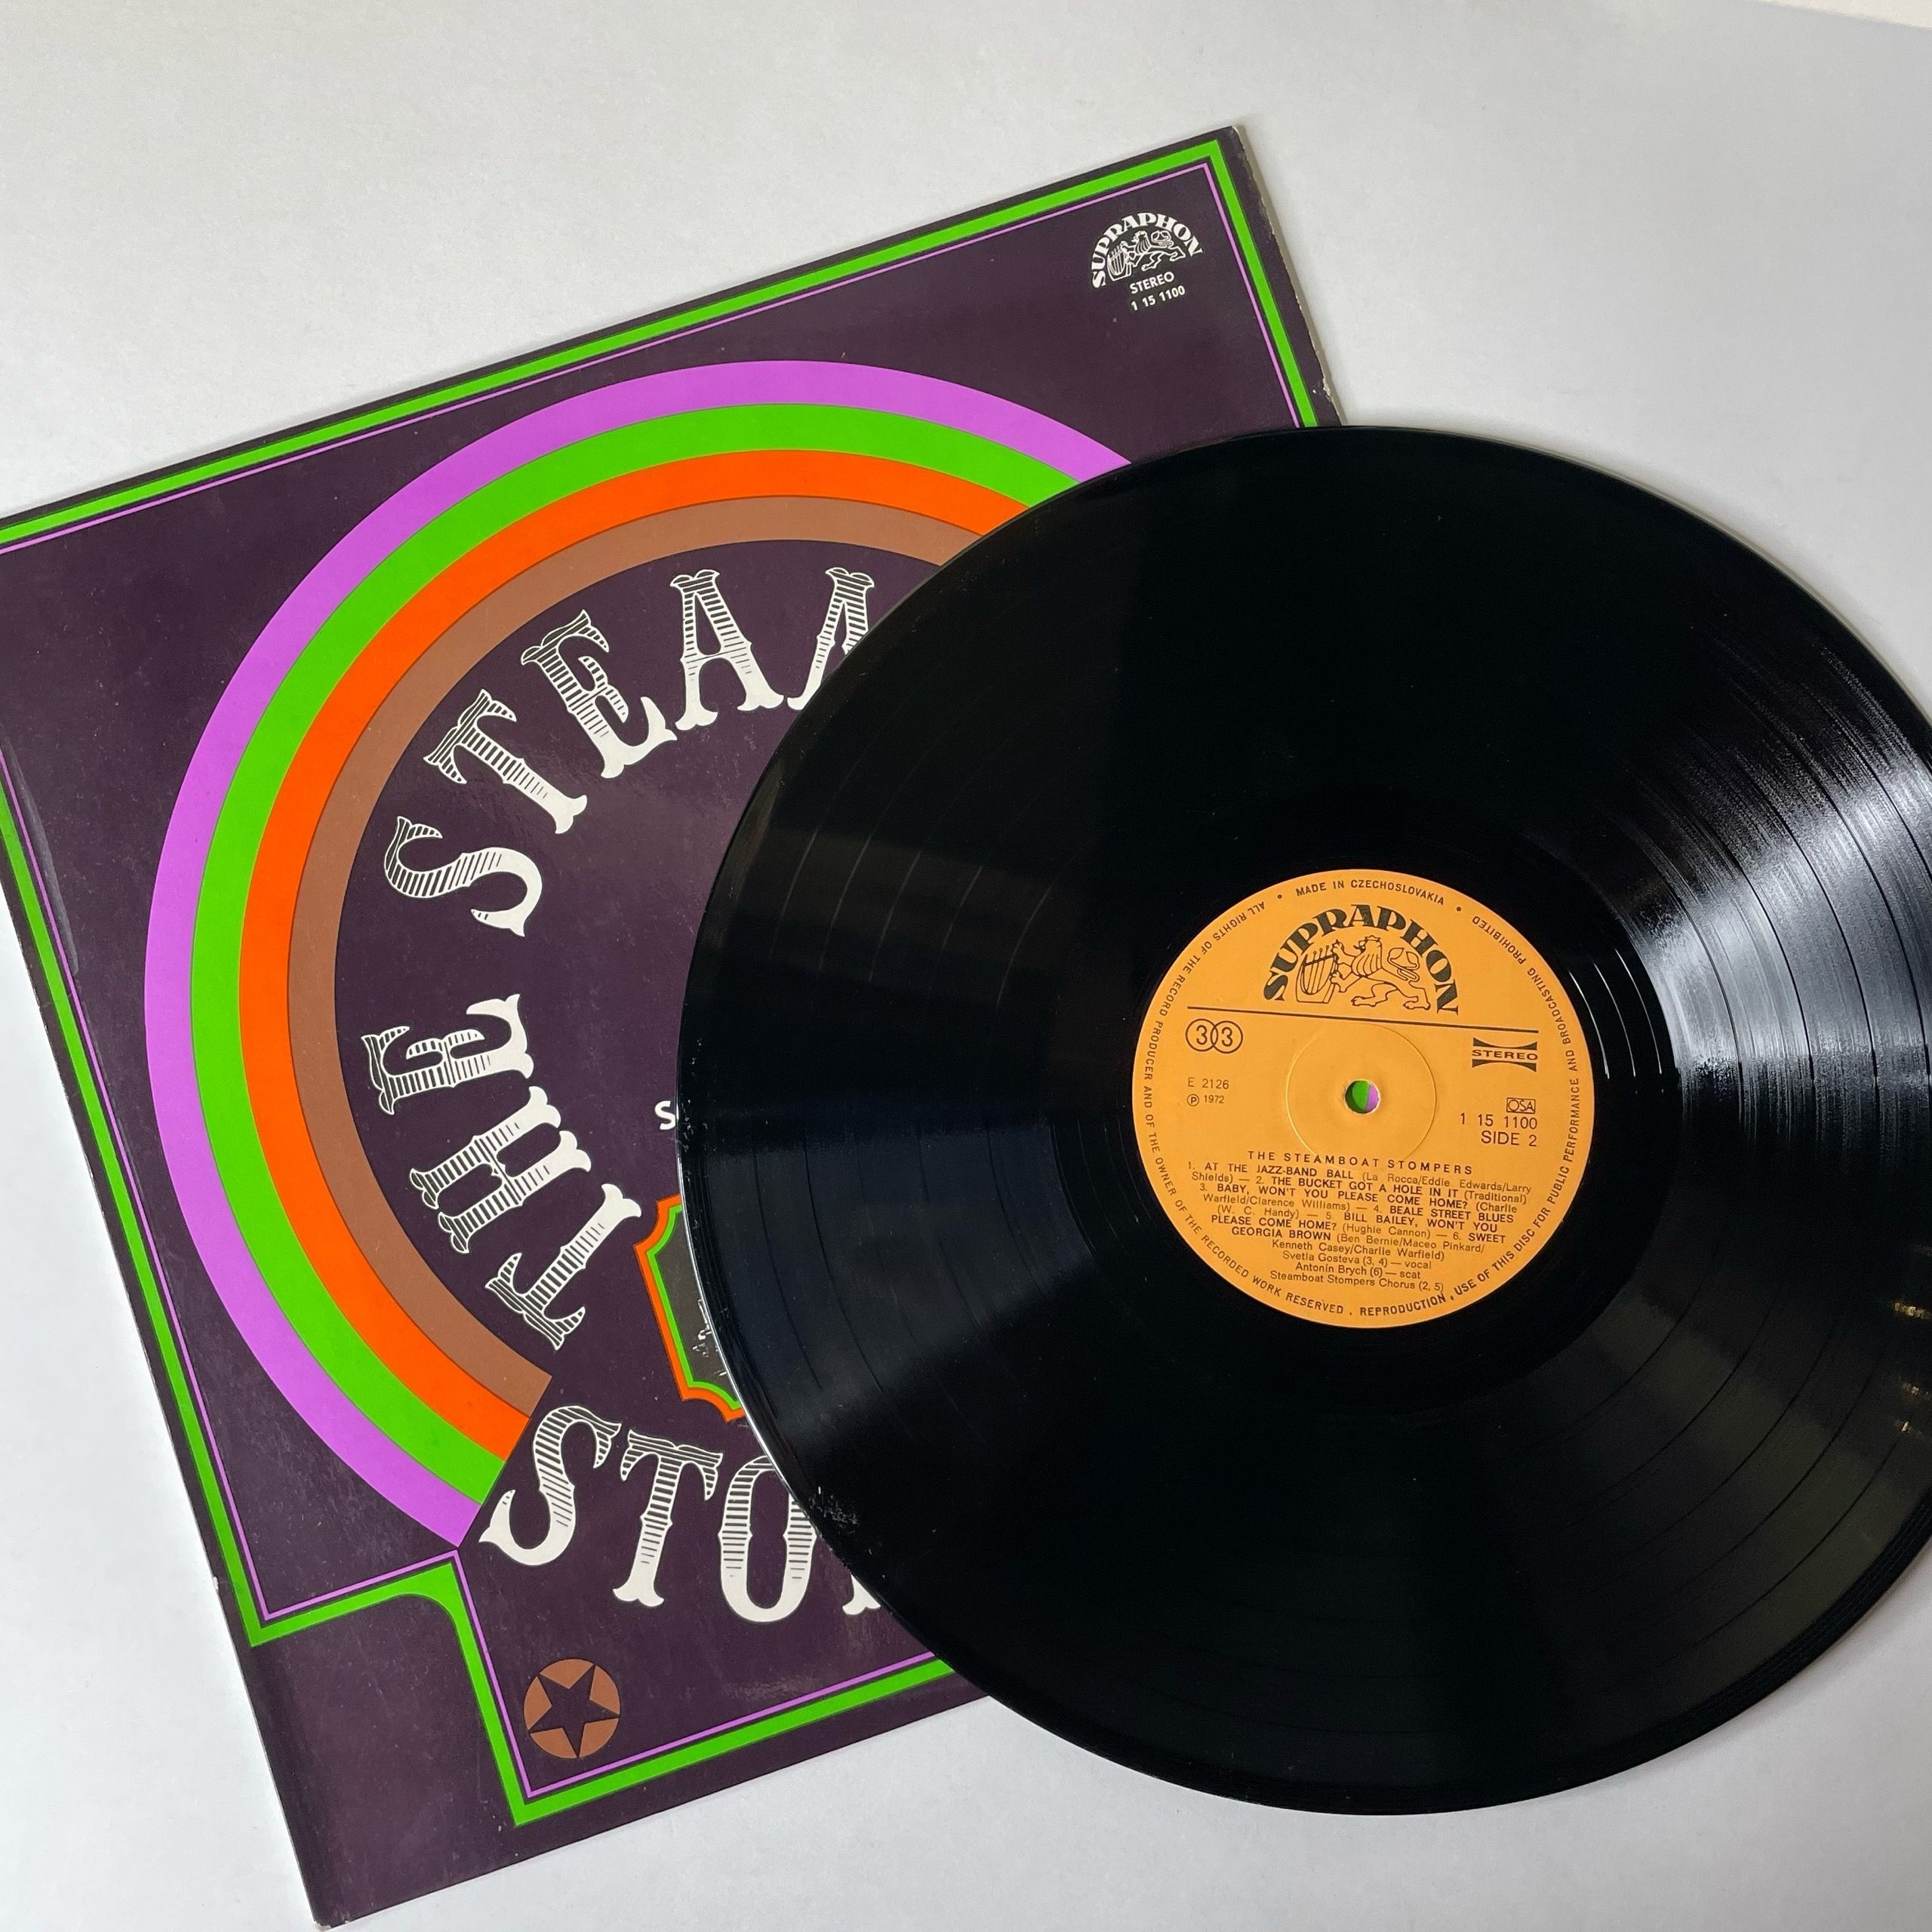 SUPRAPHON
STEREO
1 15 1100
THE STEAM
S
STO
• MADE IN CZECHOSLOVAKIA •
ALL RIGHTS OF THE RECORD PRODUCER AND OF THE OWNER OF THE RECORDED WORK RESERVED . REPRODUCTION , USE OF THIS DISC FOR PUBLIC PERFORMANCE AND BROADCASTING PROHIBITED
SUPRAPHON
33
STEREO
E 2126
Ⓟ 1972
OSA
1 15 1100
SIDE 2
THE STEAMBOAT STOMPERS
1. AT THE JAZZ-BAND BALL (La Rocca/Eddie Edwards/Larry
Shields) — 2. THE BUCKET GOT A HOLE IN IT (Traditional)
3. BABY, WON'T YOU PLEASE COME HOME? (Charlie
Warfield/Clarence Williams) — 4. BEALE STREET BLUES
(W. C. Handy) — 5. BILL BAILEY, WON'T YOU
PLEASE COME HOME? (Hughie Cannon) — 6. SWEET
GEORGIA BROWN (Ben Bernie/Maceo Pinkard/
Kenneth Casey/Charlie Warfield)
Svetla Gosteva (3, 4) — vocal
Antonín Brych (6) — scat
Steamboat Stompers Chorus (2, 5)